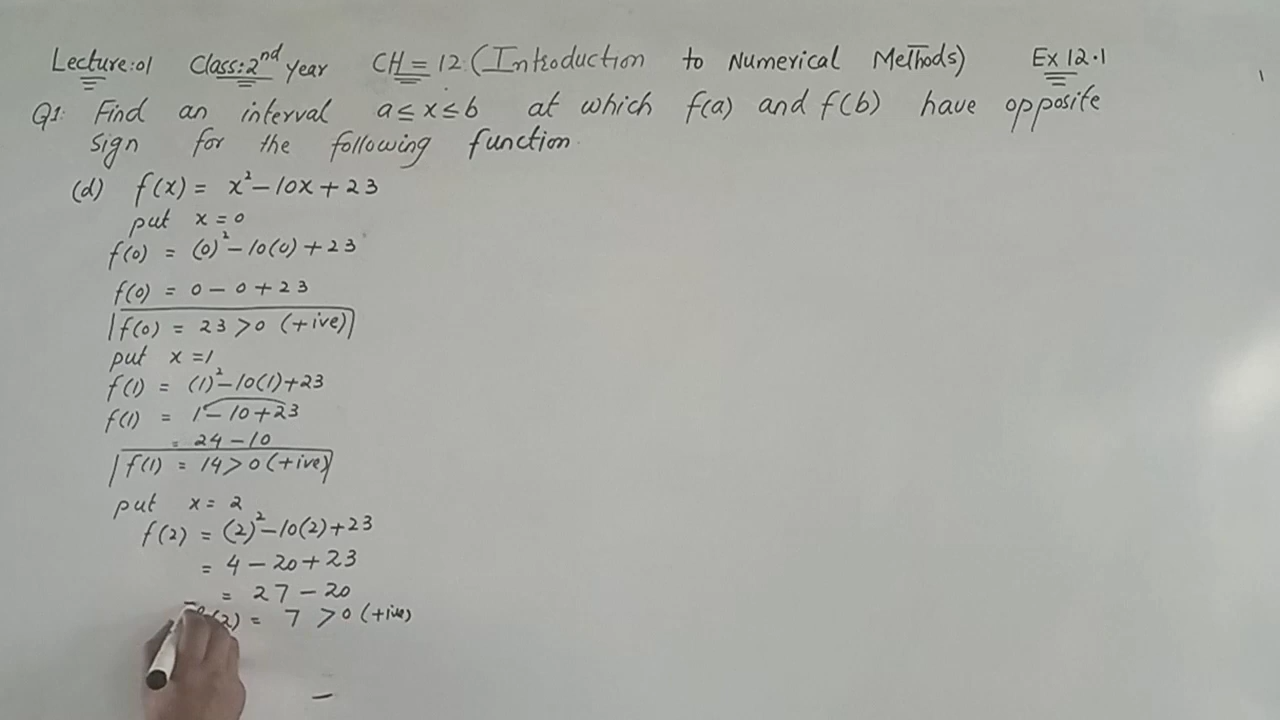 Lecture:01 Class:2nd year CH = 12 (Introduction to Numerical Methods) Ex 12.1
Q1: Find an interval a ≤ x ≤ b at which f(a) and f(b) have opposite
sign for the following function.
(d) f(x) = x² - 10x + 23
put x = 0
f(0) = (0)² - 10(0) + 23
f(0) = 0 - 0 + 23
f(0) = 23 > 0 (+ive)
put x = 1
f(1) = (1)² - 10(1) + 23
f(1) = 1 - 10 + 23
= 24 - 10
f(1) = 14 > 0 (+ive)
put x = 2
f(2) = (2)² - 10(2) + 23
= 4 - 20 + 23
= 27 - 20
f(2) = 7 > 0 (+ive)